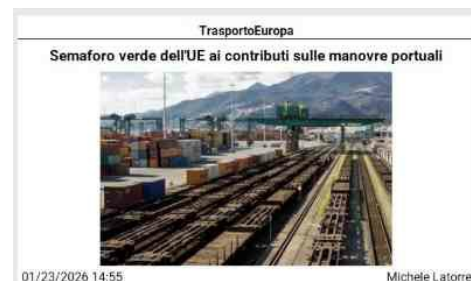 TrasportoEuropa
Semaforo verde dell'UE ai contributi sulle manovre portuali
01/23/2026 14:55
Michele Latorre